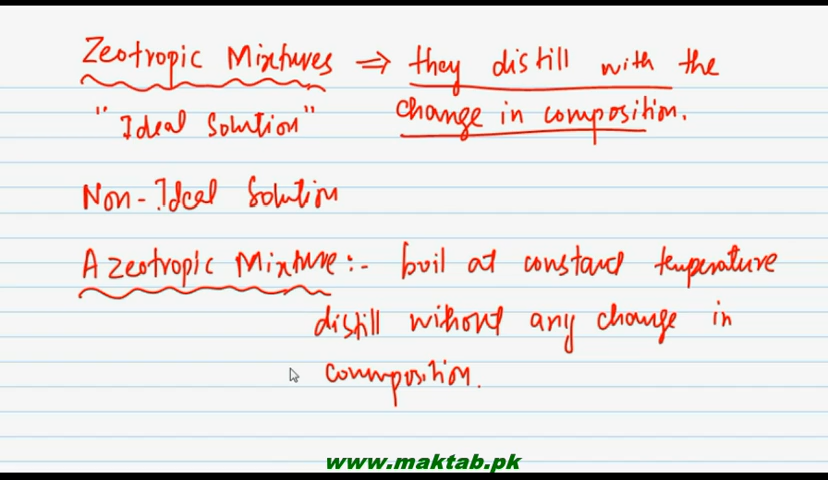 Zeotropic Mixtures ⇒ they distill with the
"Ideal Solution" change in composition.
Non-Ideal Solution
Azeotropic Mixture:- boil at constant temperature
distill without any change in
composition.
www.maktab.pk